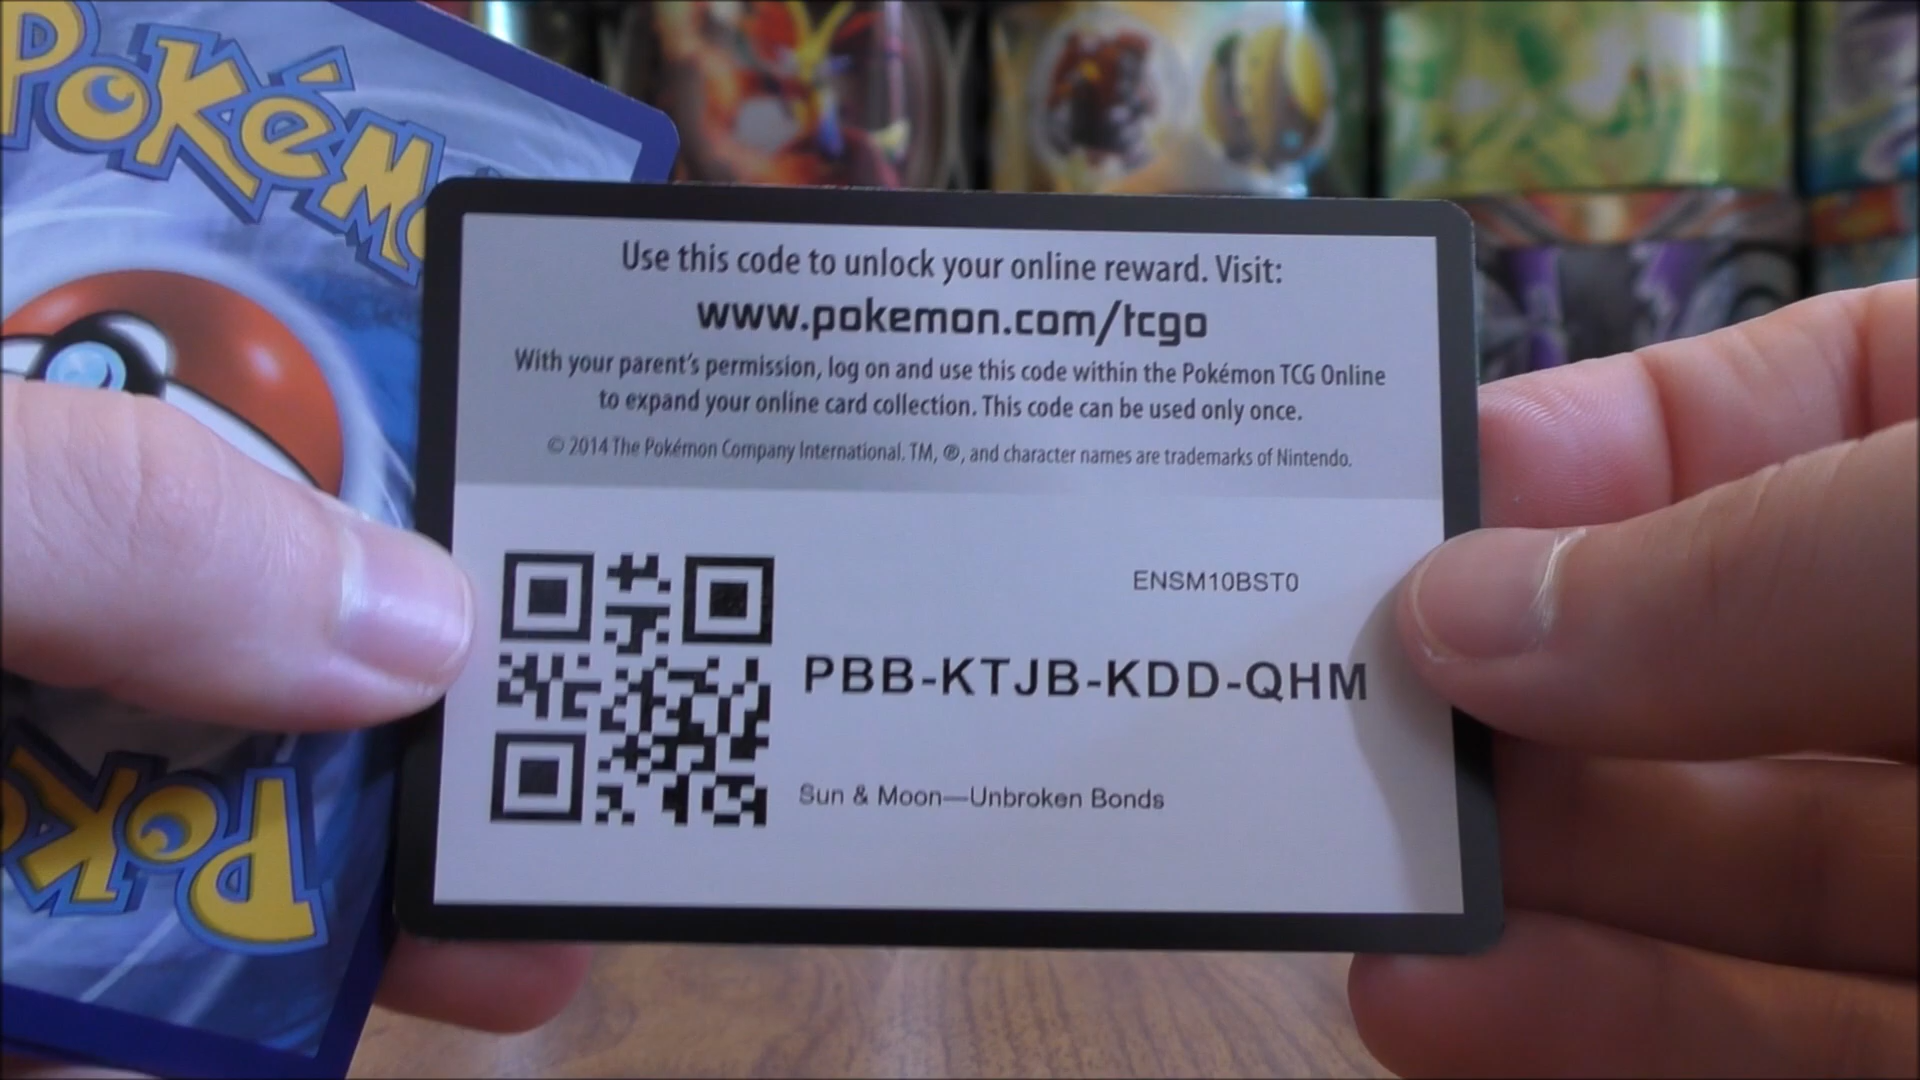 Pokémo
Use this code to unlock your online reward. Visit:
www.pokemon.com/tcgo
With your parent's permission, log on and use this code within the Pokémon TCG Online
to expand your online card collection. This code can be used only once.
© 2014 The Pokémon Company International. TM, ®, and character names are trademarks of Nintendo.
ENSM10BST0
PBB-KTJB-KDD-QHM
Sun & Moon—Unbroken Bonds
Pok